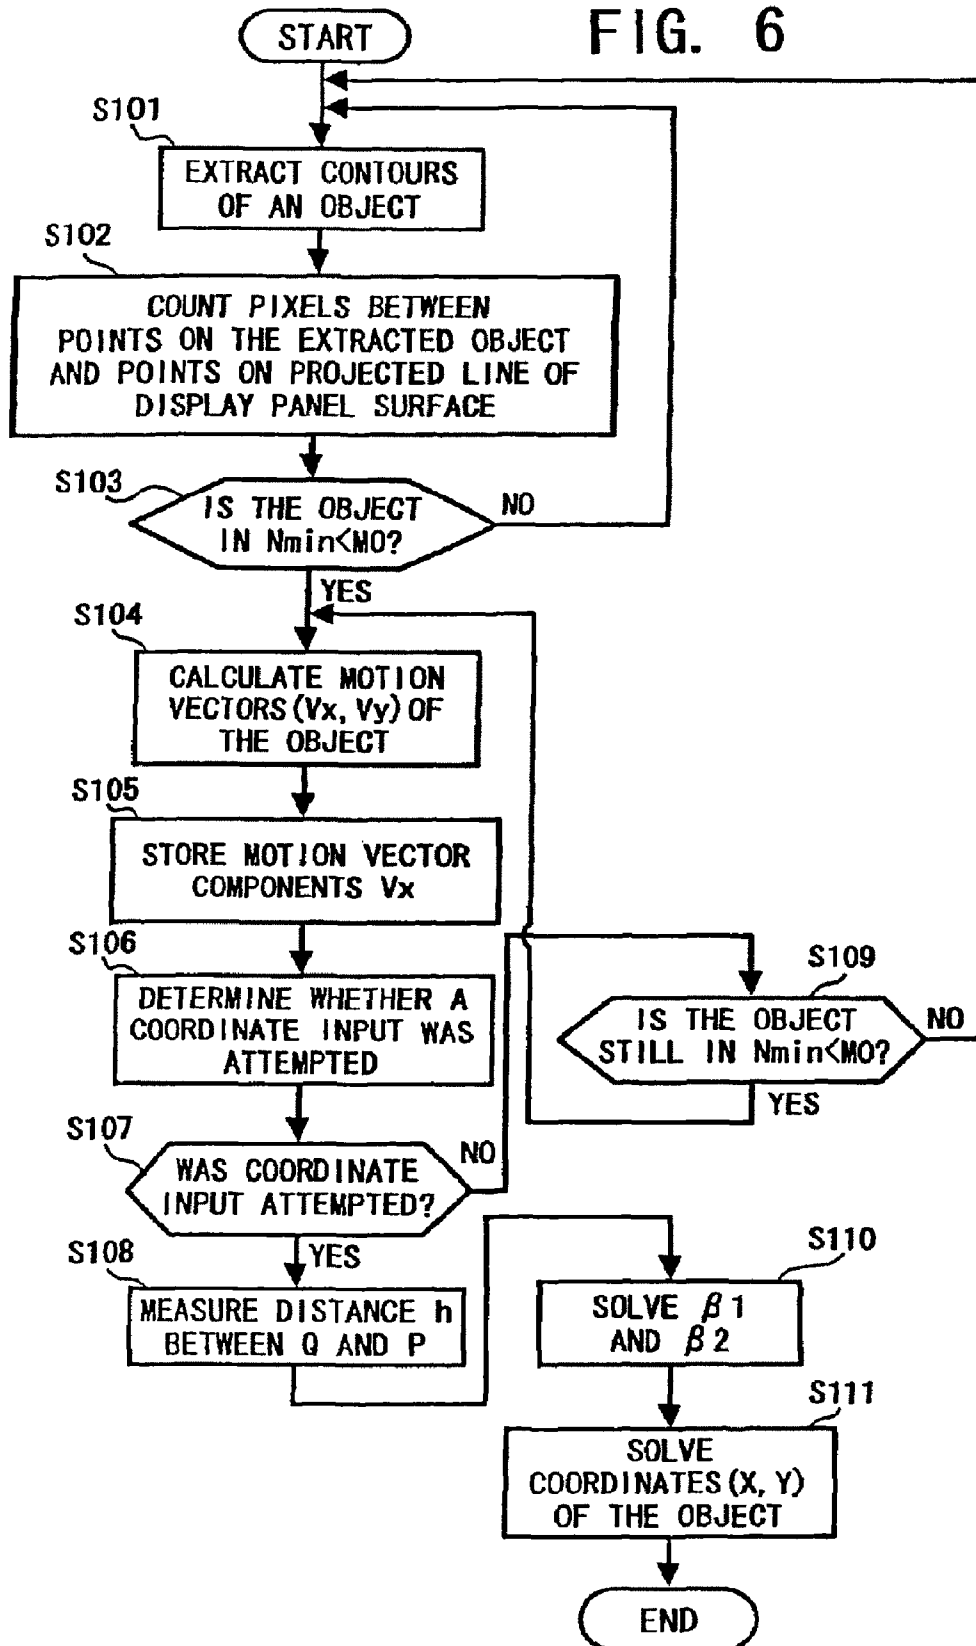 FIG. 6
START
S101
EXTRACT CONTOURS
OF AN OBJECT
S102
COUNT PIXELS BETWEEN
POINTS ON THE EXTRACTED OBJECT
AND POINTS ON PROJECTED LINE OF
DISPLAY PANEL SURFACE
S103
IS THE OBJECT
IN Nmin<M0?
NO
YES
S104
CALCULATE MOTION
VECTORS(Vx, Vy) OF
THE OBJECT
S105
STORE MOTION VECTOR
COMPONENTS Vx
S106
DETERMINE WHETHER A
COORDINATE INPUT WAS
ATTEMPTED
S109
IS THE OBJECT
STILL IN Nmin<M0?
NO
YES
S107
WAS COORDINATE
INPUT ATTEMPTED?
NO
YES
S108
MEASURE DISTANCE h
BETWEEN Q AND P
S110
SOLVE β1
AND β2
S111
SOLVE
COORDINATES(X, Y)
OF THE OBJECT
END